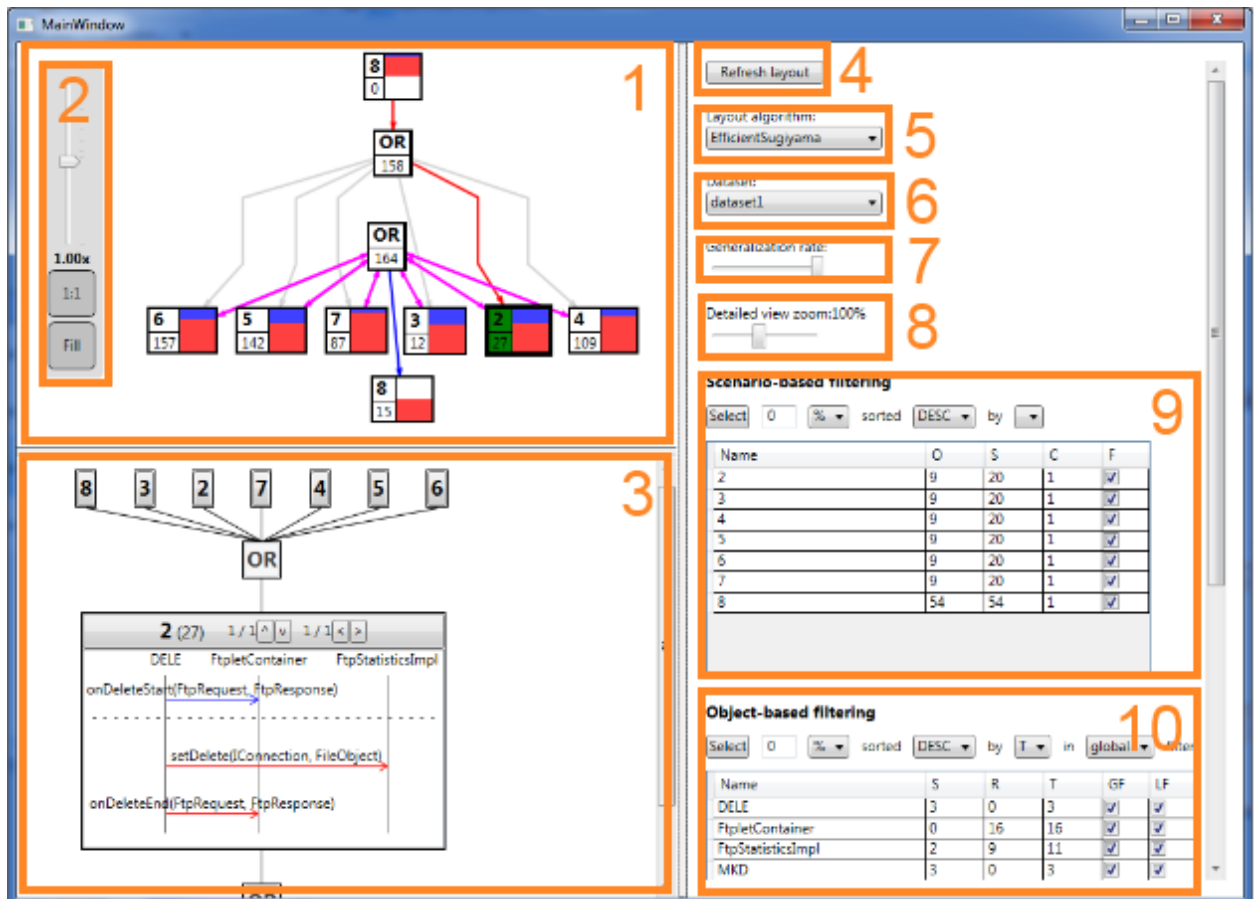 MainWindow
1
2
1.00x
1:1
Fill
8
0
OR
158
OR
164
6
157
5
142
7
87
3
12
2
27
4
109
8
15
3
8 3 2 7 4 5 6
OR
2 (27) 1 / 1 ^ v 1 / 1 < >
DELE FtpletContainer FtpStatisticsImpl
onDeleteStart(FtpRequest, FtpResponse)
setDelete(IConnection, FileObject)
onDeleteEnd(FtpRequest, FtpResponse)
OR
Refresh layout
4
Layout algorithm:
EfficientSugiyama
5
Dataset:
dataset1
6
Generalization rate:
7
Detailed view zoom:100%
8
Scenario-based filtering
9
Select 0 % sorted DESC by
Name O S C F
2 9 20 1
3 9 20 1
4 9 20 1
5 9 20 1
6 9 20 1
7 9 20 1
8 54 54 1
Object-based filtering
10
Select 0 % sorted DESC by T in global filter
Name S R T GF LF
DELE 3 0 3
FtpletContainer 0 16 16
FtpStatisticsImpl 2 9 11
MKD 3 0 3